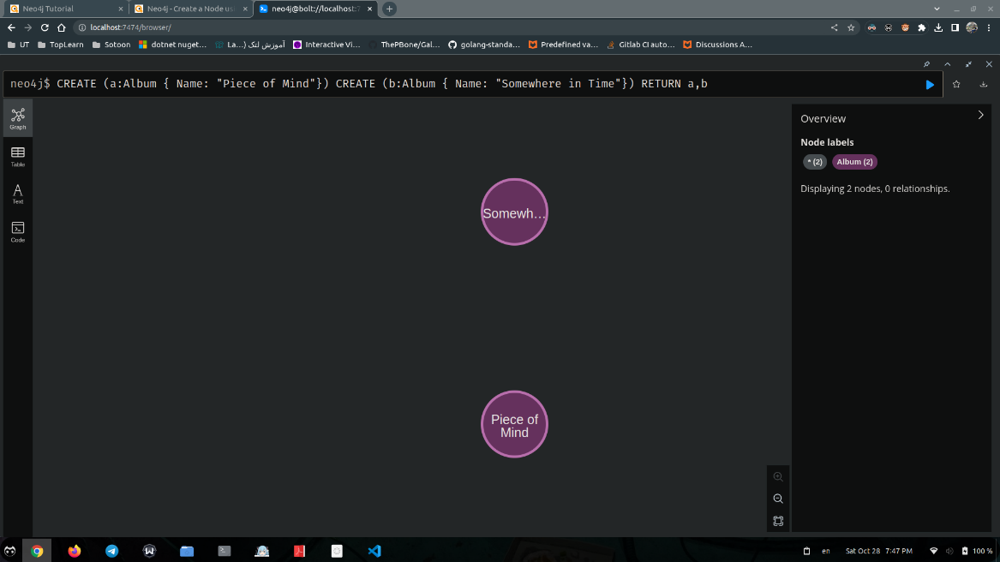 Neo4j Tutorial
Neo4j - Create a Node usi
neo4j@bolt://localhost:7
localhost:7474/browser/
UT
TopLearn
Sotoon
dotnet nuget...
آموزش لتک (La...
Interactive Vi...
ThePBone/Gal...
golang-standa...
Predefined va...
Gitlab CI auto...
Discussions A...
neo4j$ CREATE (a:Album { Name: "Piece of Mind"}) CREATE (b:Album { Name: "Somewhere in Time"}) RETURN a,b
Graph
Table
Text
Code
Somewh...
Piece of
Mind
Overview
Node labels
* (2) Album (2)
Displaying 2 nodes, 0 relationships.
en
Sat Oct 28 7:47 PM
100 %